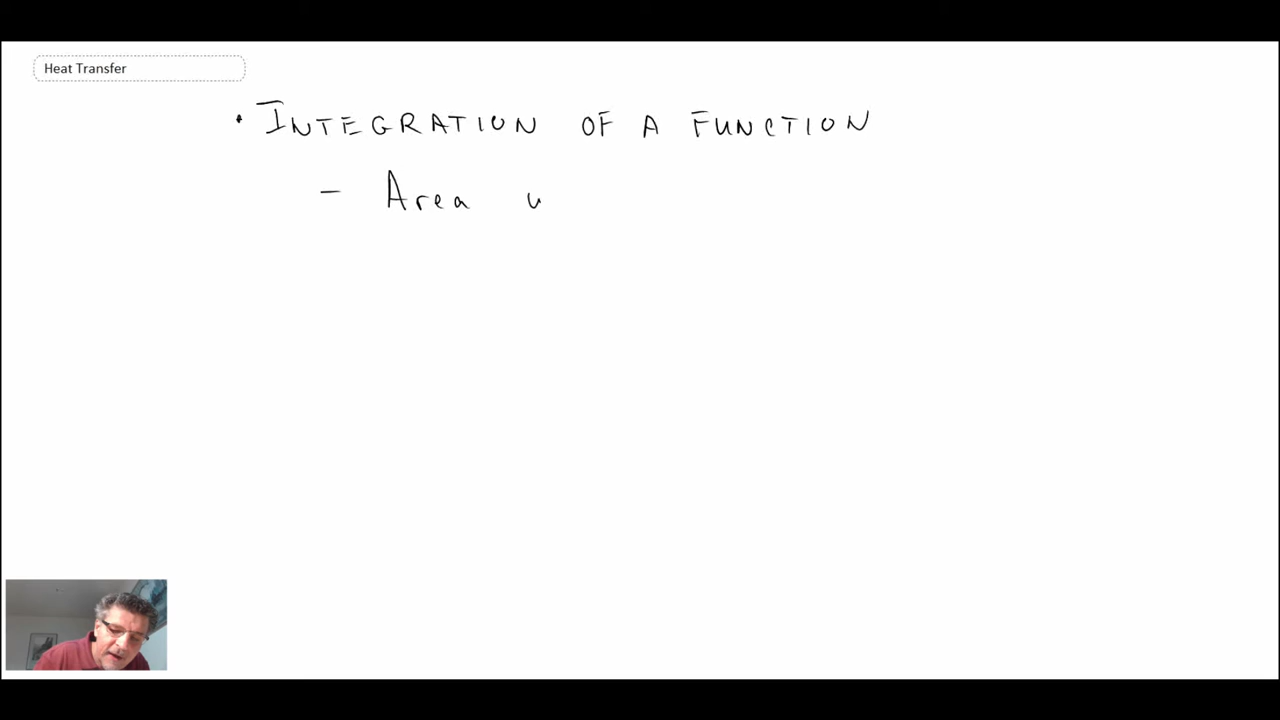 Heat Transfer
• INTEGRATION OF A FUNCTION
- Area u